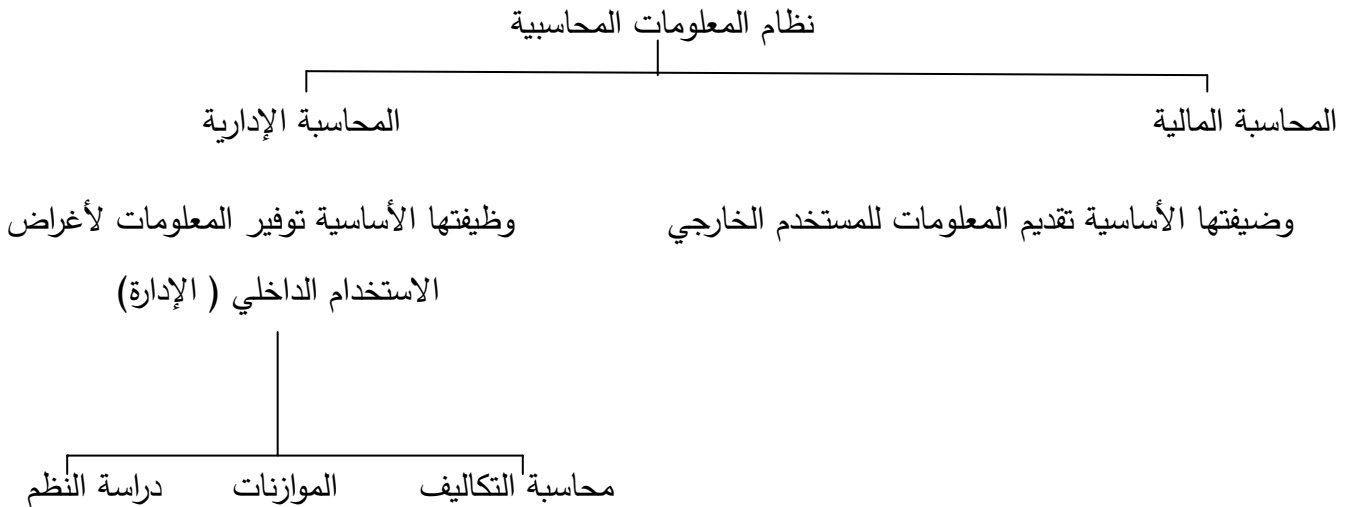 نظام المعلومات المحاسبية
المحاسبة المالية
المحاسبة الإدارية
وضيفتها الأساسية تقديم المعلومات للمستخدم الخارجي
وظيفتها الأساسية توفير المعلومات لأغراض
الاستخدام الداخلي ( الإدارة)
محاسبة التكاليف
الموازنات
دراسة النظم